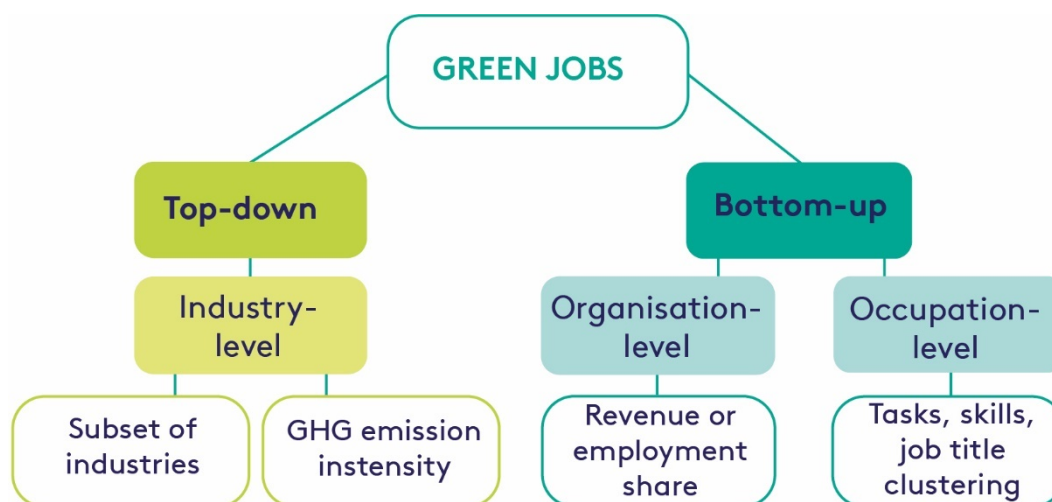 GREEN JOBS
Top-down
Bottom-up
Industry-
level
Organisation-
level
Occupation-
level
Subset of
industries
GHG emission
instensity
Revenue or
employment
share
Tasks, skills,
job title
clustering